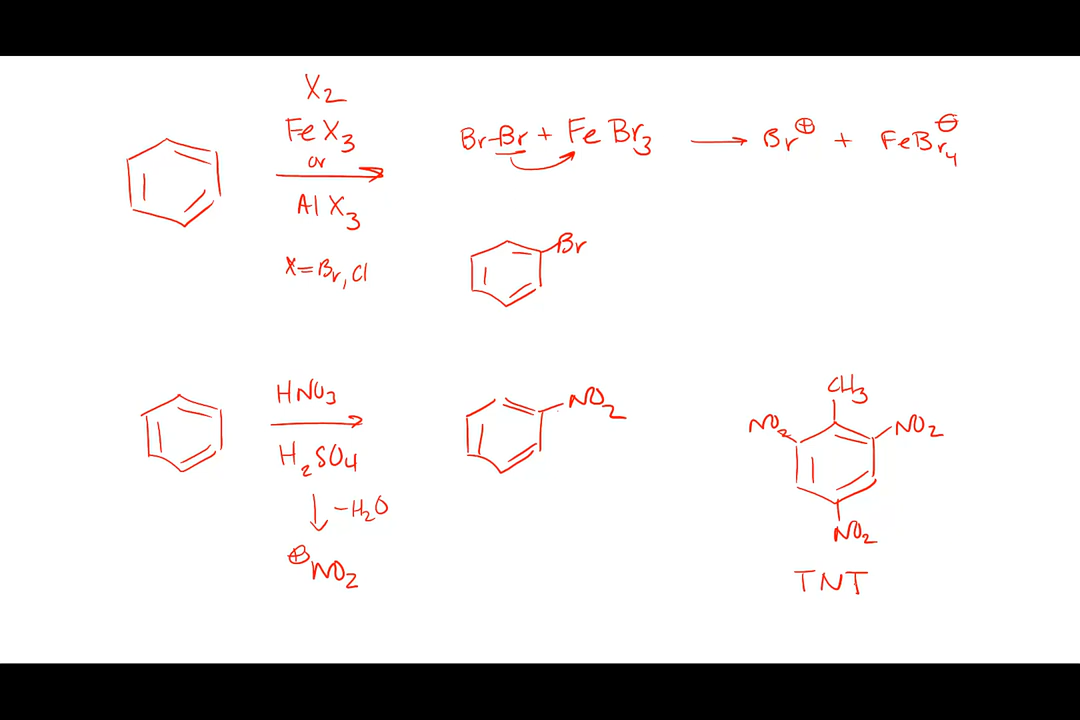 X₂
FeX₃
or
AlX₃
X=Br, Cl
Br-Br + FeBr₃ → Br⊕ + FeBr₄⊖
Br
HNO₃
H₂SO₄
↓ -H₂O
⊕NO₂
NO₂
CH₃
NO₂
NO₂
NO₂
TNT